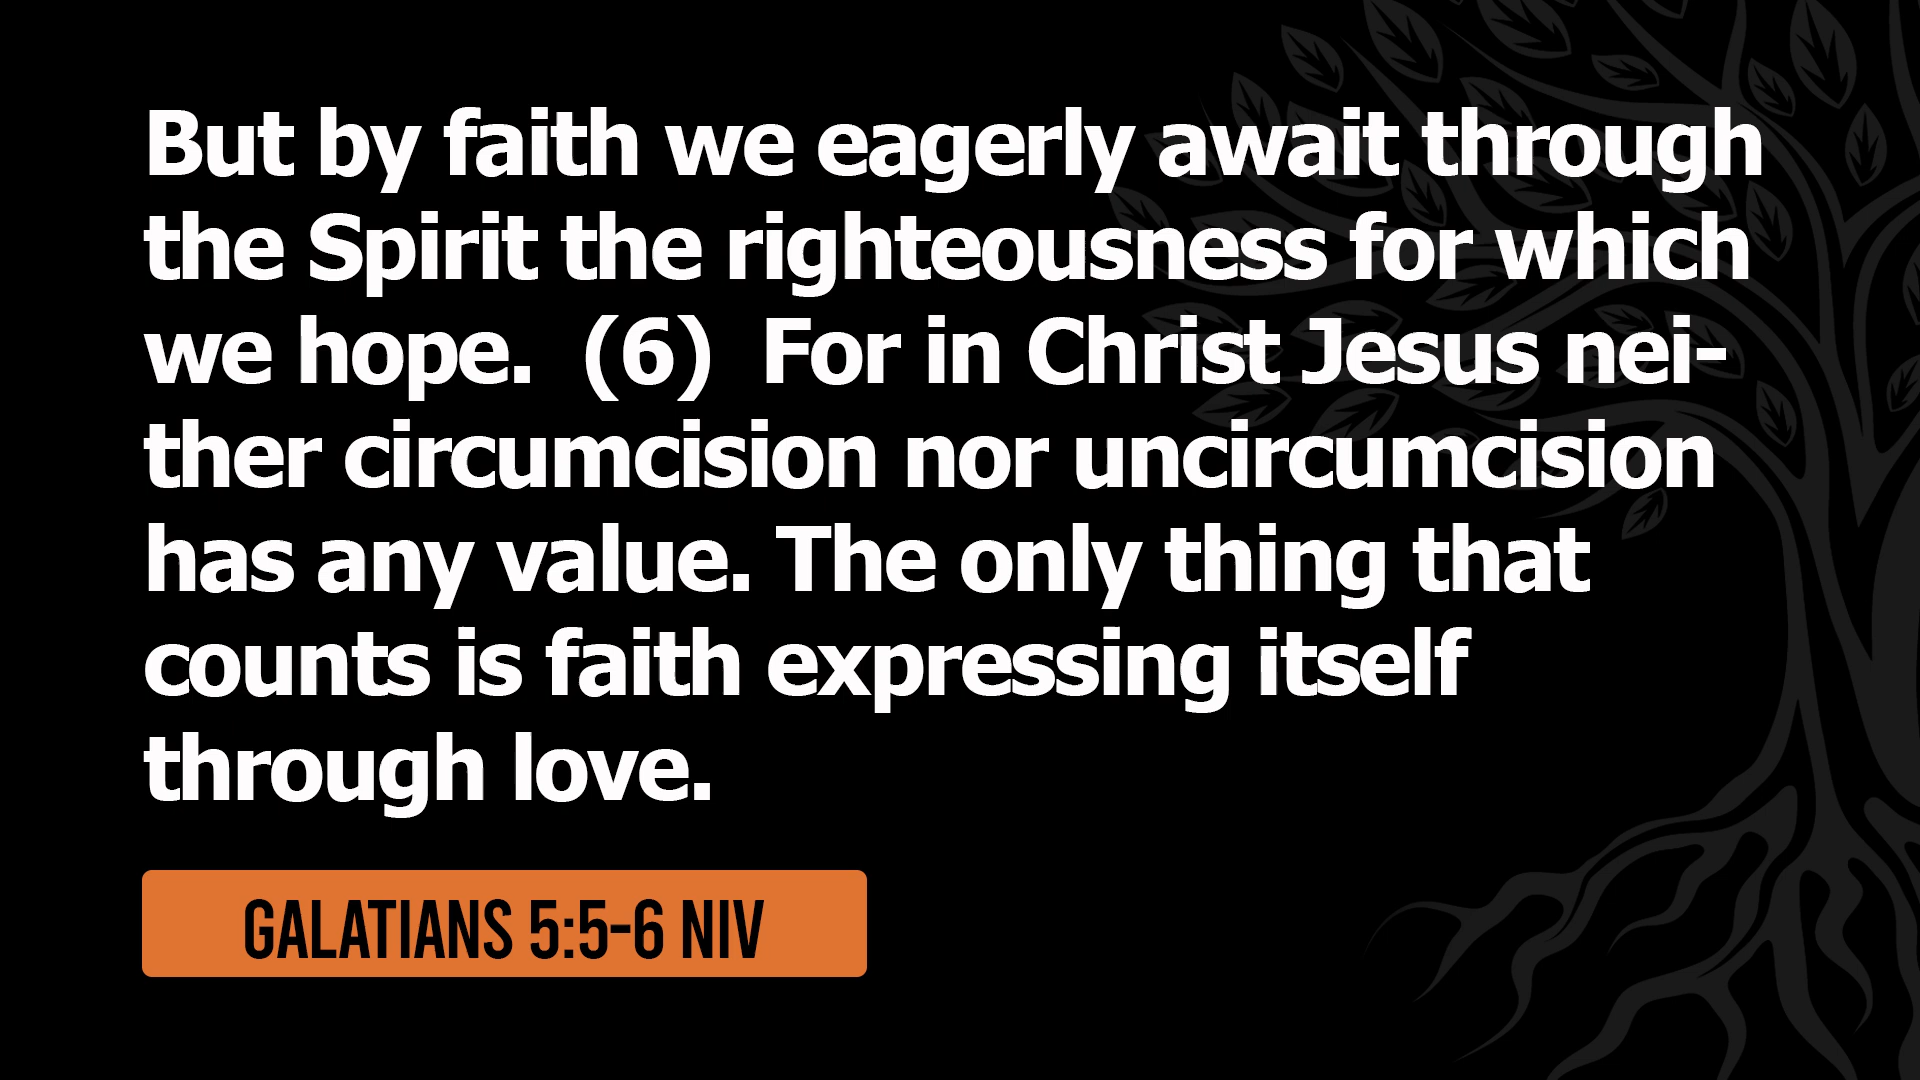 But by faith we eagerly await through
the Spirit the righteousness for which
we hope.  (6)  For in Christ Jesus nei-
ther circumcision nor uncircumcision
has any value. The only thing that
counts is faith expressing itself
through love.
GALATIANS 5:5-6 NIV